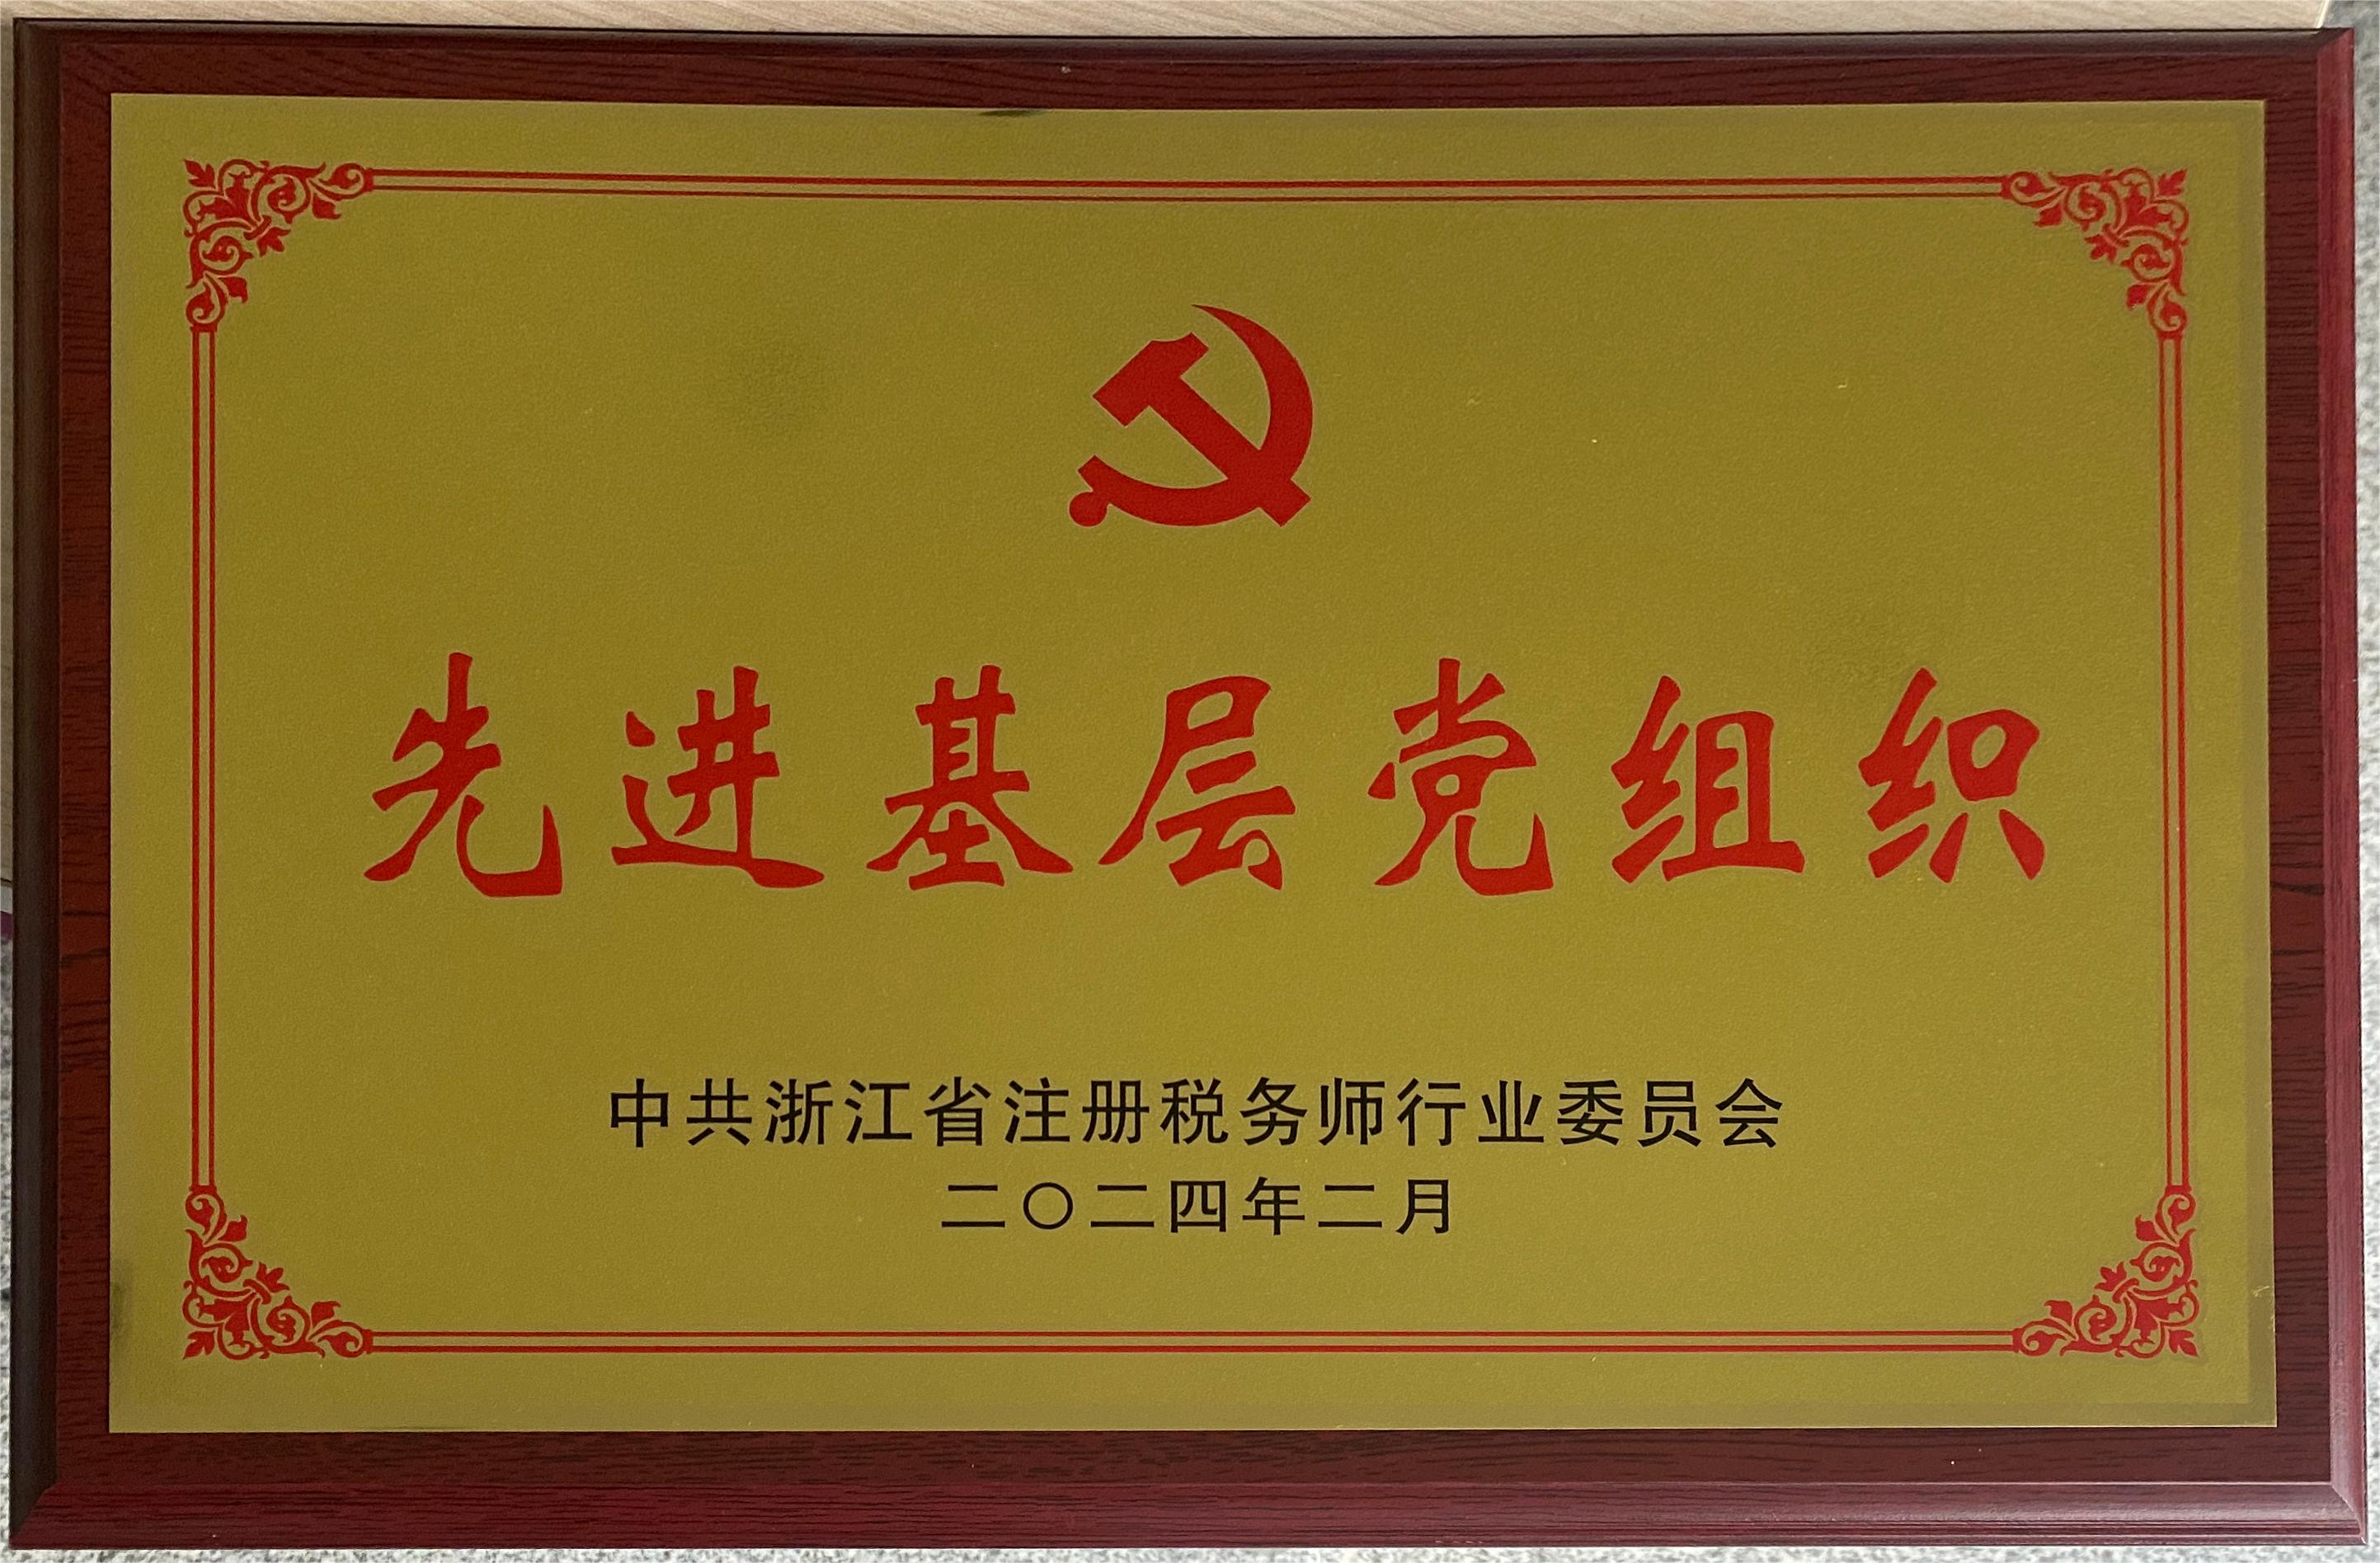 先进基层党组织
中共浙江省注册税务师行业委员会
二〇二四年二月